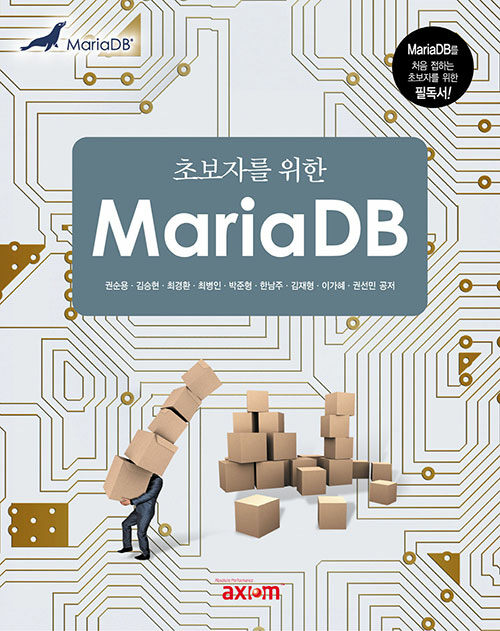 MariaDB®
MariaDB를
처음 접하는
초보자를 위한
필독서!
초보자를 위한
MariaDB
권순용 · 김승현 · 최경환 · 최병인 · 박준형 · 한남주 · 김재형 · 이가혜 · 권선민 공저
Absolute Performance
axiom™